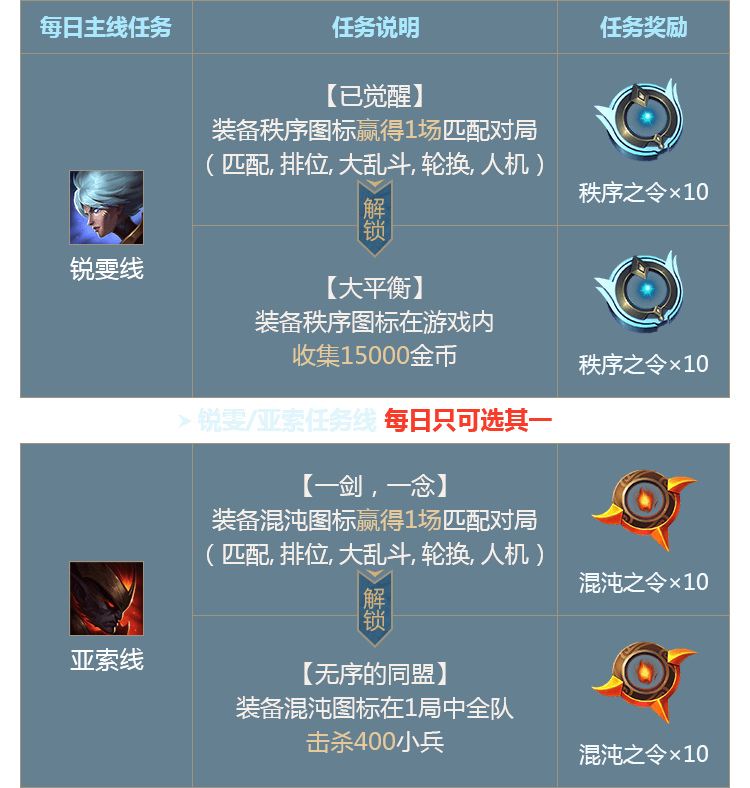 每日主线任务 任务说明 任务奖励
【已觉醒】
装备秩序图标赢得1场匹配对局
（匹配, 排位, 大乱斗, 轮换, 人机）
秩序之令×10
解锁
锐雯线
【大平衡】
装备秩序图标在游戏内
收集15000金币
秩序之令×10
➤ 锐雯/亚索任务线 每日只可选其一
【一剑，一念】
装备混沌图标赢得1场匹配对局
（匹配, 排位, 大乱斗, 轮换, 人机）
混沌之令×10
解锁
亚索线
【无序的同盟】
装备混沌图标在1局中全队
击杀400小兵
混沌之令×10